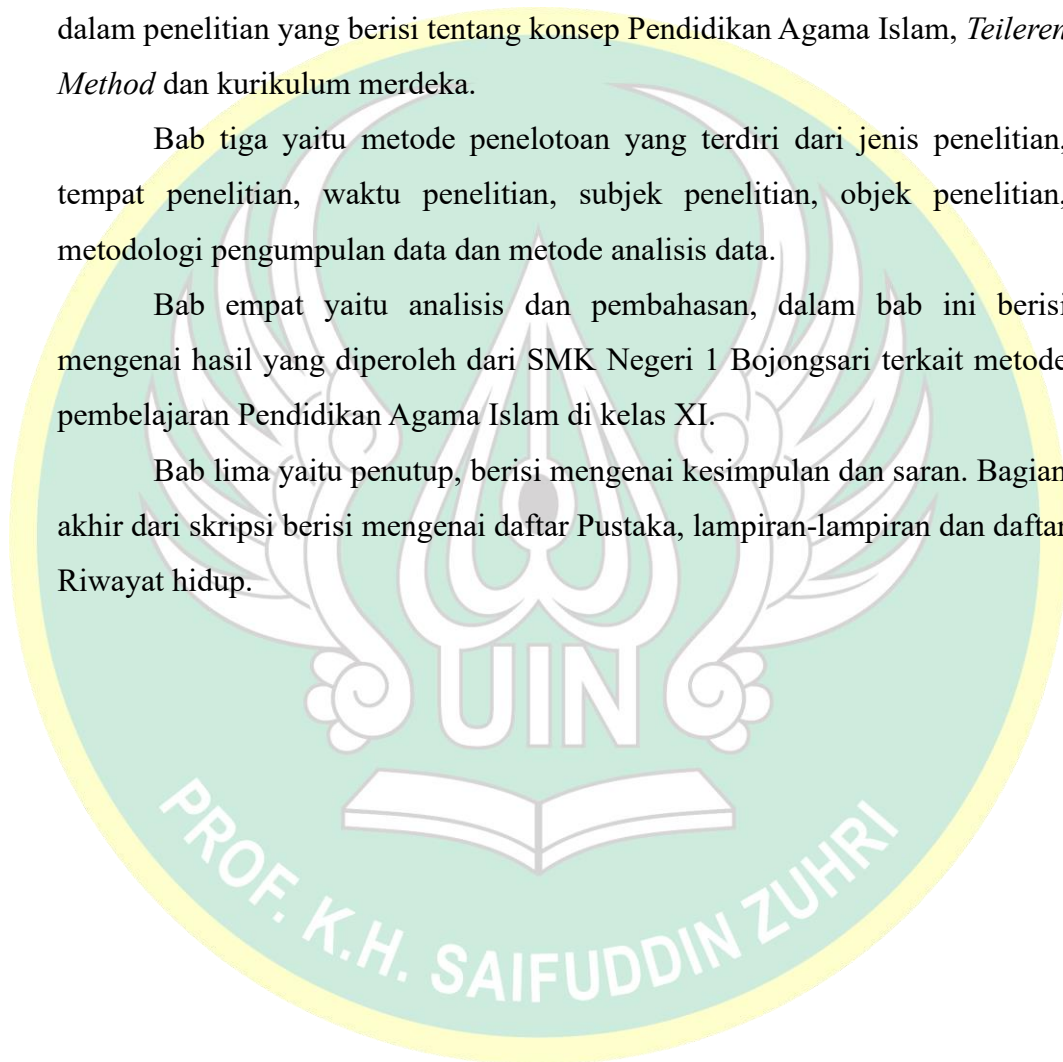 dalam penelitian yang berisi tentang konsep Pendidikan Agama Islam, Teileren
Method dan kurikulum merdeka.
Bab tiga yaitu metode penelotoan yang terdiri dari jenis penelitian,
tempat penelitian, waktu penelitian, subjek penelitian, objek penelitian,
metodologi pengumpulan data dan metode analisis data.
Bab empat yaitu analisis dan pembahasan, dalam bab ini berisi
mengenai hasil yang diperoleh dari SMK Negeri 1 Bojongsari terkait metode
pembelajaran Pendidikan Agama Islam di kelas XI.
Bab lima yaitu penutup, berisi mengenai kesimpulan dan saran. Bagian
akhir dari skripsi berisi mengenai daftar Pustaka, lampiran-lampiran dan daftar
Riwayat hidup.
UIN
PROF. K.H. SAIFUDDIN ZUHRI